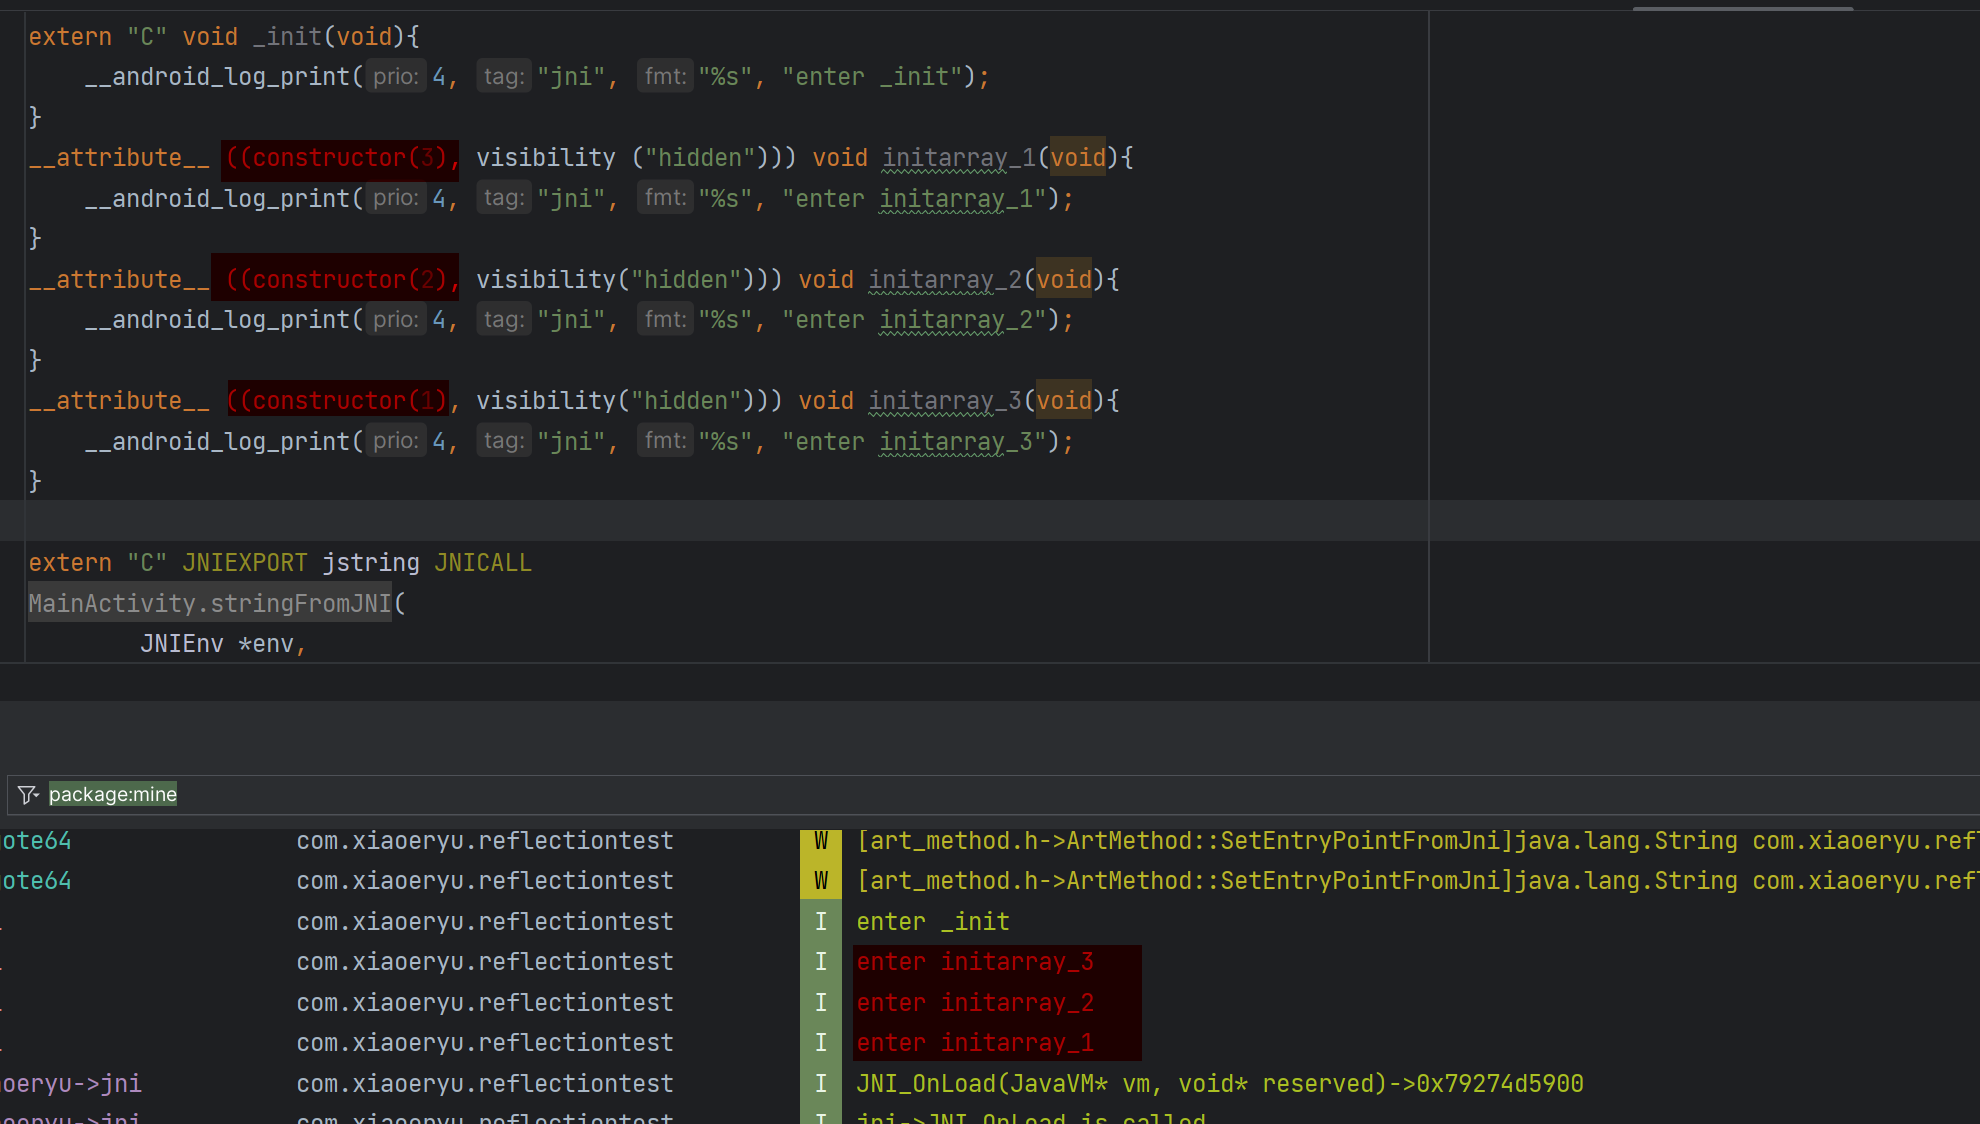 extern "C" void _init(void){
    __android_log_print( prio: 4, tag: "jni", fmt: "%s", "enter _init");
}
__attribute__ ((constructor(3), visibility ("hidden"))) void initarray_1(void){
    __android_log_print( prio: 4, tag: "jni", fmt: "%s", "enter initarray_1");
}
__attribute__ ((constructor(2), visibility("hidden"))) void initarray_2(void){
    __android_log_print( prio: 4, tag: "jni", fmt: "%s", "enter initarray_2");
}
__attribute__ ((constructor(1), visibility("hidden"))) void initarray_3(void){
    __android_log_print( prio: 4, tag: "jni", fmt: "%s", "enter initarray_3");
}
extern "C" JNIEXPORT jstring JNICALL
MainActivity.stringFromJNI(
        JNIEnv *env,
package:mine
ote64 com.xiaoeryu.reflectiontest W [art_method.h->ArtMethod::SetEntryPointFromJni]java.lang.String com.xiaoeryu.refl
ote64 com.xiaoeryu.reflectiontest W [art_method.h->ArtMethod::SetEntryPointFromJni]java.lang.String com.xiaoeryu.refl
com.xiaoeryu.reflectiontest I enter _init
com.xiaoeryu.reflectiontest I enter initarray_3
com.xiaoeryu.reflectiontest I enter initarray_2
com.xiaoeryu.reflectiontest I enter initarray_1
oeryu->jni com.xiaoeryu.reflectiontest I JNI_OnLoad(JavaVM* vm, void* reserved)->0x79274d5900
oeryu->jni com.xiaoeryu.reflectiontest I jni->JNI_OnLoad is called